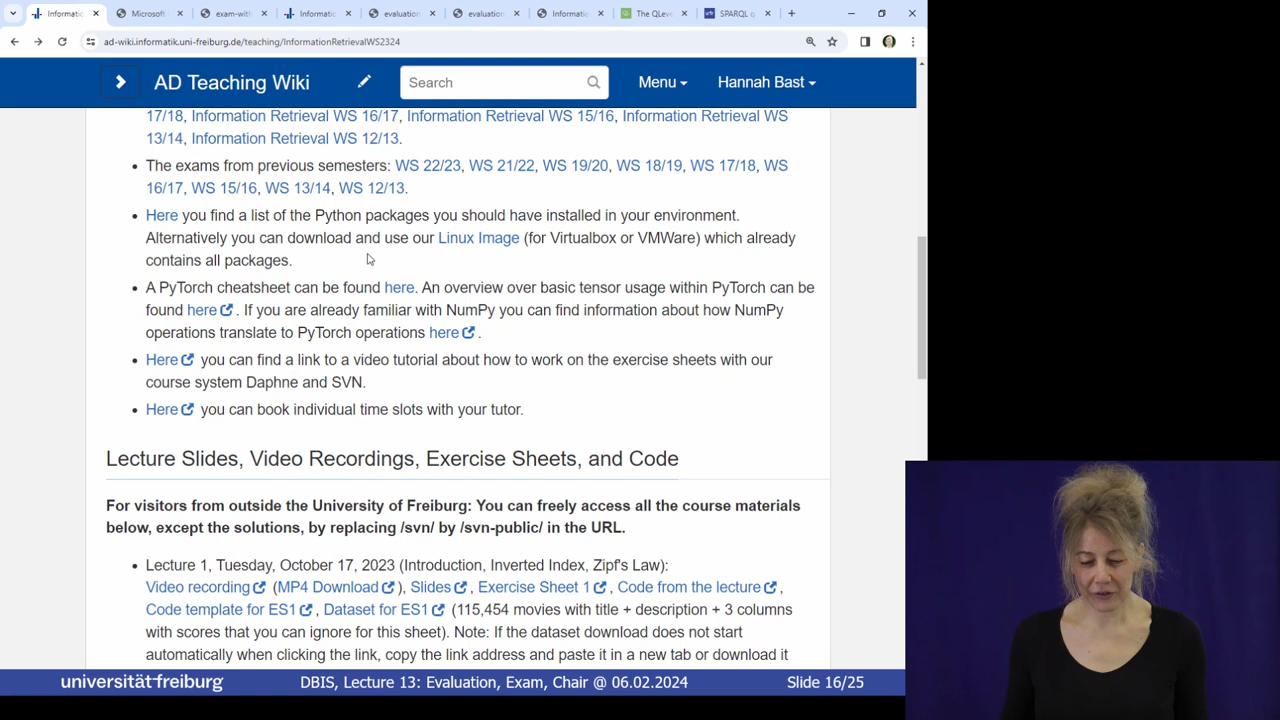 Informatic
Microsoft
exam-with
Informatic
evaluation
evaluation
Informatic
The QLeve
SPARQL q
ad-wiki.informatik.uni-freiburg.de/teaching/InformationRetrievalWS2324
AD Teaching Wiki
Search
Menu
Hannah Bast
17/18, Information Retrieval WS 16/17, Information Retrieval WS 15/16, Information Retrieval WS
13/14, Information Retrieval WS 12/13.
• The exams from previous semesters: WS 22/23, WS 21/22, WS 19/20, WS 18/19, WS 17/18, WS
16/17, WS 15/16, WS 13/14, WS 12/13.
• Here you find a list of the Python packages you should have installed in your environment.
Alternatively you can download and use our Linux Image (for Virtualbox or VMWare) which already
contains all packages.
• A PyTorch cheatsheet can be found here. An overview over basic tensor usage within PyTorch can be
found here . If you are already familiar with NumPy you can find information about how NumPy
operations translate to PyTorch operations here .
• Here you can find a link to a video tutorial about how to work on the exercise sheets with our
course system Daphne and SVN.
• Here you can book individual time slots with your tutor.
Lecture Slides, Video Recordings, Exercise Sheets, and Code
For visitors from outside the University of Freiburg: You can freely access all the course materials
below, except the solutions, by replacing /svn/ by /svn-public/ in the URL.
• Lecture 1, Tuesday, October 17, 2023 (Introduction, Inverted Index, Zipf's Law):
Video recording (MP4 Download ), Slides , Exercise Sheet 1 , Code from the lecture ,
Code template for ES1 , Dataset for ES1 (115,454 movies with title + description + 3 columns
with scores that you can ignore for this sheet). Note: If the dataset download does not start
automatically when clicking the link, copy the link address and paste it in a new tab or download it
universität freiburg
DBIS, Lecture 13: Evaluation, Exam, Chair @ 06.02.2024
Slide 16/25